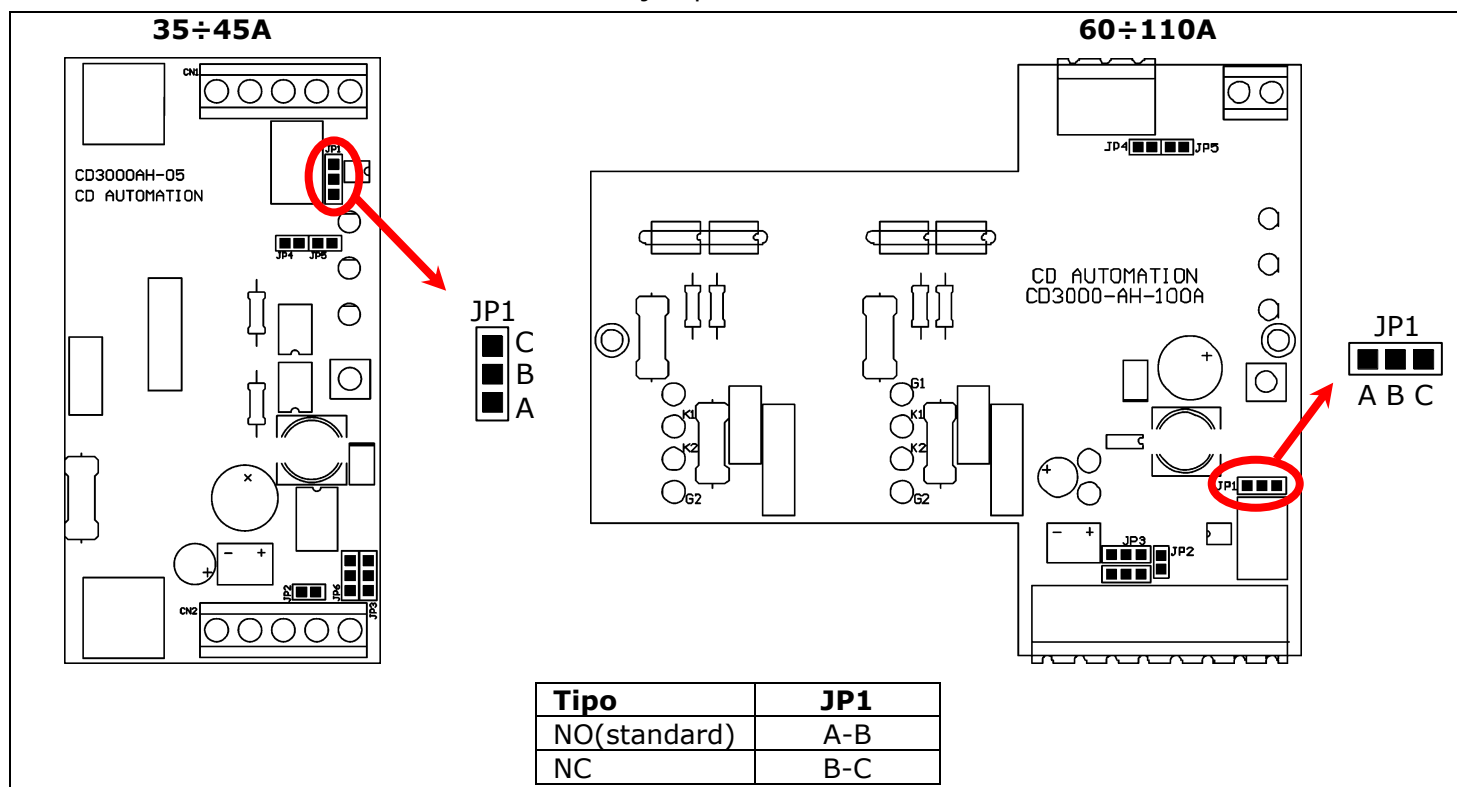 35÷45A
60÷110A
CN1
JP1
CD3000AH-05
CD AUTOMATION
JP4 JP5
JP1
C
B
A
JP2
JP6
JP3
CN2
JP4 JP5
CD AUTOMATION
CD3000-AH-100A
G1
K1 K1
K2 K2
G2 G2
JP1
A B C
JP1
JP3
JP2
Tipo JP1
NO(standard) A-B
NC B-C